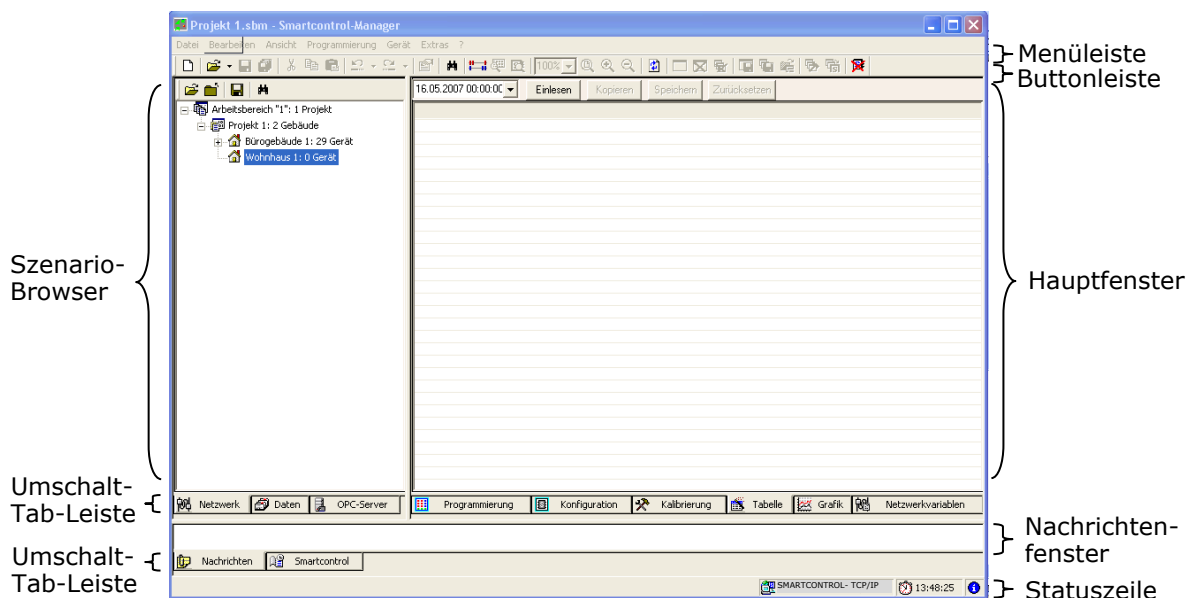 Projekt 1.sbm - Smartcontrol-Manager
Datei Bearbeiten Ansicht Programmierung Gerät Extras ?
Menüleiste
100%
Buttonleiste
16.05.2007 00:00:00 Einlesen Kopieren Speichern Zurücksetzen
Arbeitsbereich "1": 1 Projekt
Projekt 1: 2 Gebäude
Bürogebäude 1: 29 Gerät
Wohnhaus 1: 0 Gerät
Szenario-
Browser
Hauptfenster
Umschalt-
Tab-Leiste
Netzwerk Daten OPC-Server Programmierung Konfiguration Kalibrierung Tabelle Grafik Netzwerkvariablen
Nachrichten-
fenster
Umschalt-
Tab-Leiste
Nachrichten Smartcontrol
SMARTCONTROL- TCP/IP 13:48:25
Statuszeile